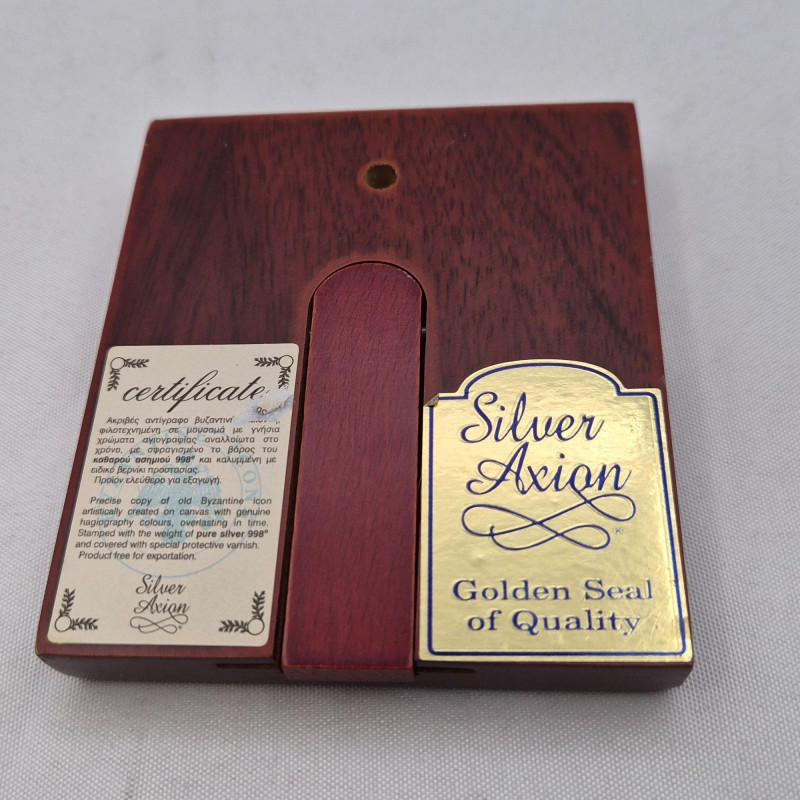 certificate
Ακριβές αντίγραφο
φιλοτεχνημένη σε μουσαμά με γνήσια
χρώματα αγιογραφίας αναλλοίωτα στο
χρόνο, με σφραγισμένο το βάρος του
καθαρού ασημιού 998° και καλυμμένη με
ειδικό βερνίκι προστασίας.
Προϊόν ελεύθερο για εξαγωγή.
Precise copy of old Byzantine icon
artistically created on canvas with genuine
hagiography colours, overlasting in time.
Stamped with the weight of pure silver 998°
and covered with special protective varnish.
Product free for exportation.
Silver
Axion
Silver
Axion
Golden Seal
of Quality